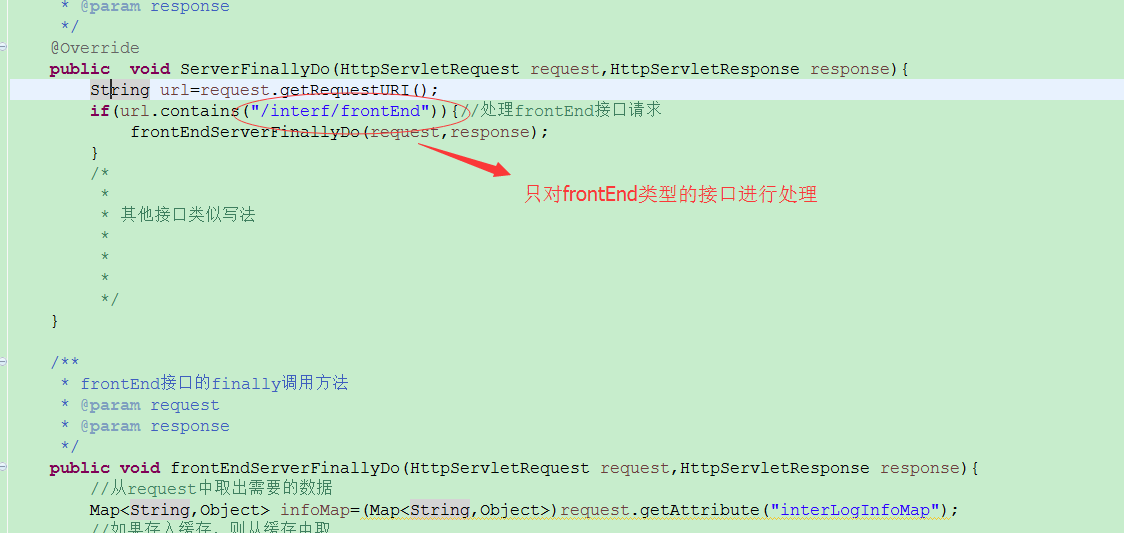 * @param response
*/
@Override
public  void ServerFinallyDo(HttpServletRequest request,HttpServletResponse response){
String url=request.getRequestURI();
if(url.contains("/interf/frontEnd")){//处理frontEnd接口请求
frontEndServerFinallyDo(request,response);
}
/*
*
只对frontEnd类型的接口进行处理
* 其他接口类似写法
*
*
*
*/
}
/**
* frontEnd接口的finally调用方法
* @param request
* @param response
*/
public void frontEndServerFinallyDo(HttpServletRequest request,HttpServletResponse response){
//从request中取出需要的数据
Map<String,Object> infoMap=(Map<String,Object>)request.getAttribute("interLogInfoMap");
//如果存入缓存，则从缓存中取